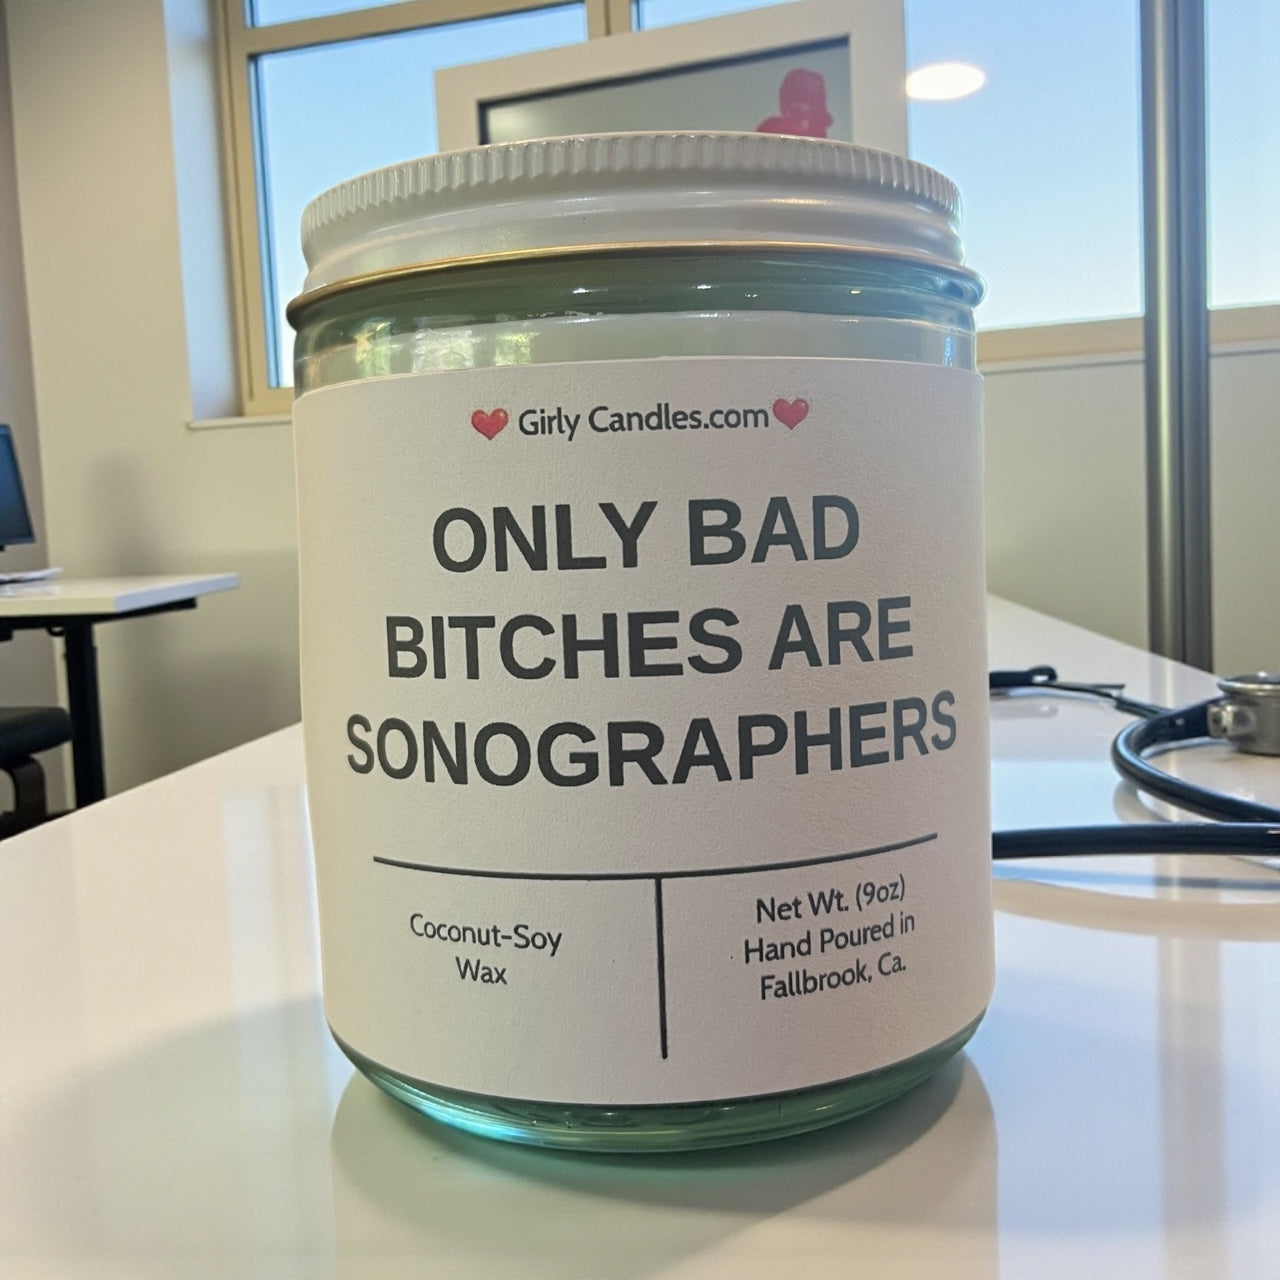 Girly Candles.com
ONLY BAD
BITCHES ARE
SONOGRAPHERS
Coconut-Soy
Wax
Net Wt. (9oz)
Hand Poured in
Fallbrook, Ca.